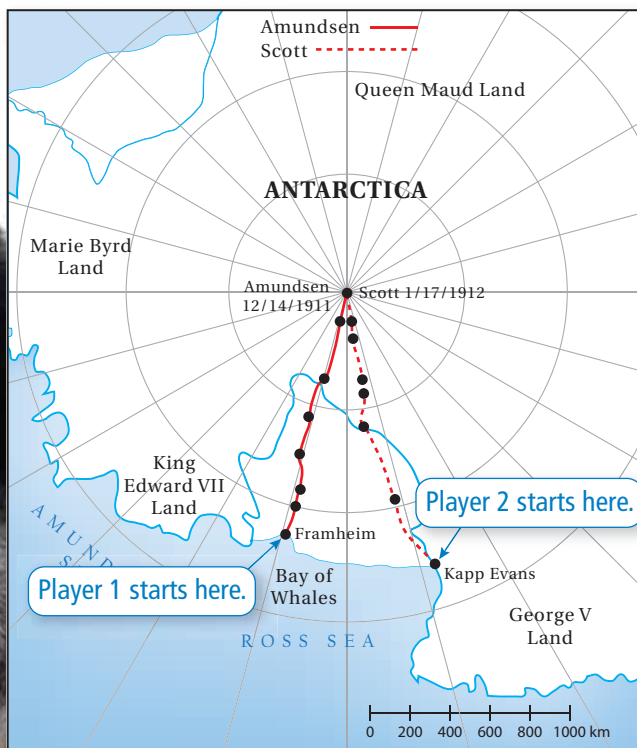 Amundsen
Scott
Queen Maud Land
ANTARCTICA
Marie Byrd
Land
Amundsen
12/14/1911
Scott 1/17/1912
King
Edward VII
Land
Player 2 starts here.
AMUND
S
Framheim
Player 1 starts here.
Bay of
Whales
Kapp Evans
George V
Land
ROSS SEA
0 200 400 600 800 1000 km